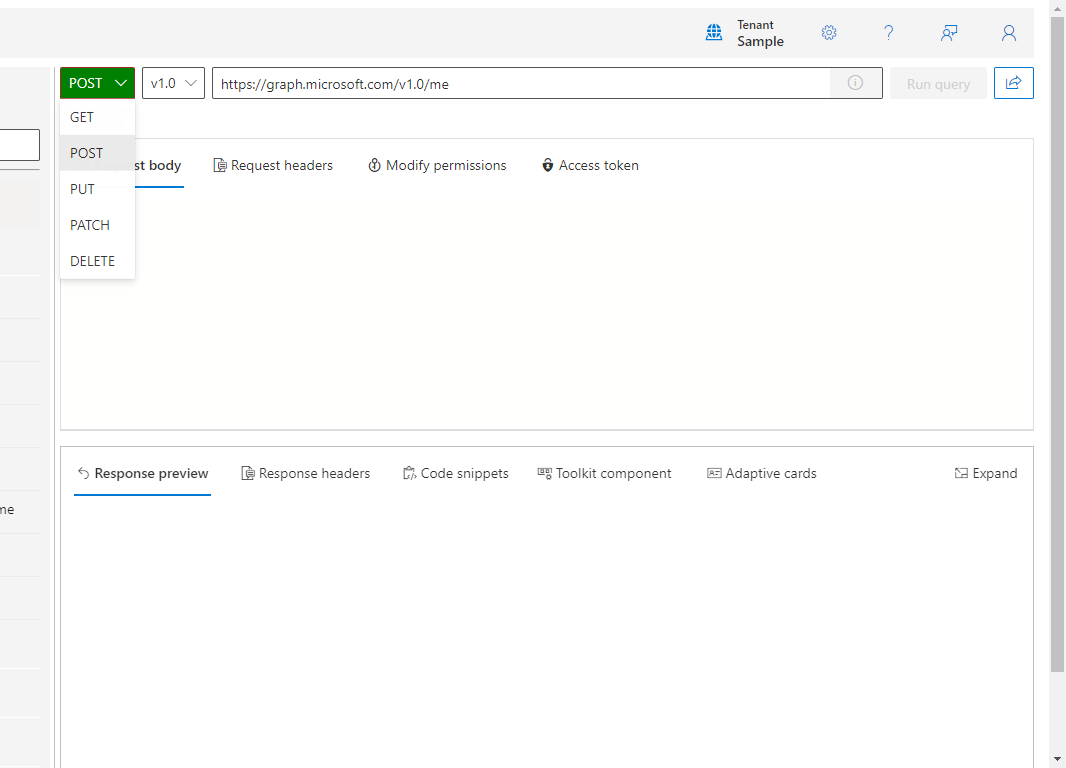 Tenant
Sample
POST
v1.0
https://graph.microsoft.com/v1.0/me
Run query
GET
POST
PUT
PATCH
DELETE
st body
Request headers
Modify permissions
Access token
me
Response preview
Response headers
Code snippets
Toolkit component
Adaptive cards
Expand